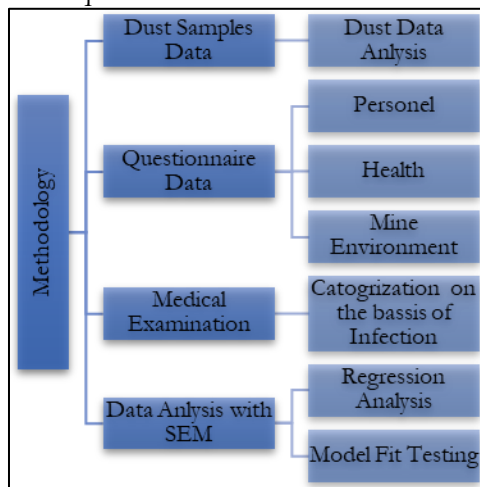 Methodology
Dust Samples
Data
Dust Data
Anlysis
Questionnaire
Data
Personel
Health
Mine
Environment
Medical
Examination
Catogrization on
the bassis of
Infection
Data Anlysis with
SEM
Regression
Analysis
Model Fit Testing